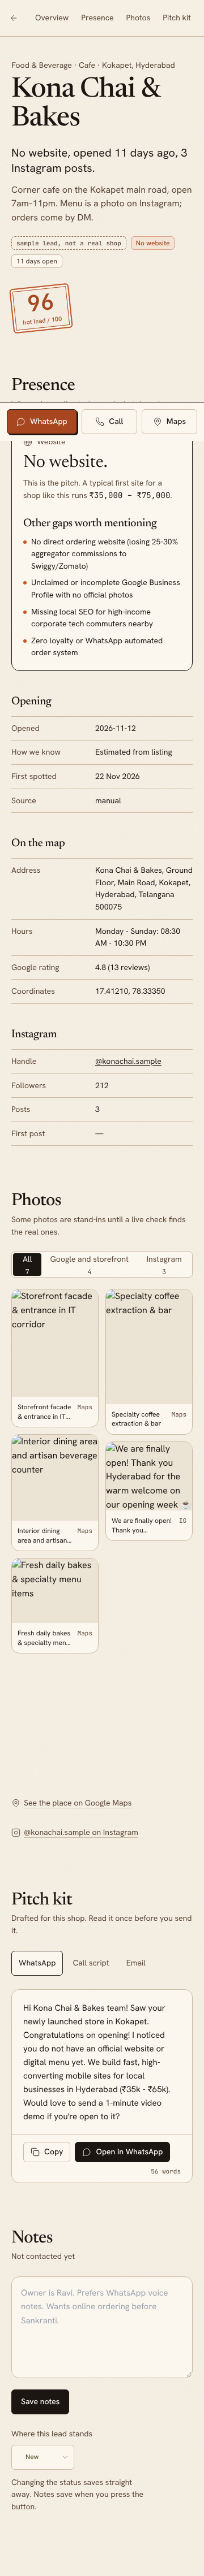 Overview Presence Photos Pitch kit
Food & Beverage · Cafe · Kokapet, Hyderabad
Kona Chai &
Bakes
No website, opened 11 days ago, 3
Instagram posts.
Corner cafe on the Kokapet main road, open
7am–11pm. Menu is a photo on Instagram;
orders come by DM.
sample lead, not a real shop No website
11 days open
96
hot lead / 100
Presence
WhatsApp Call Maps
Website
No website.
This is the pitch. A typical first site for a
shop like this runs ₹35,000 – ₹75,000.
Other gaps worth mentioning
No direct ordering website (losing 25-30%
aggregator commissions to
Swiggy/Zomato)
Unclaimed or incomplete Google Business
Profile with no official photos
Missing local SEO for high-income
corporate tech commuters nearby
Zero loyalty or WhatsApp automated
order system
Opening
Opened 2026-11-12
How we know Estimated from listing
First spotted 22 Nov 2026
Source manual
On the map
Address Kona Chai & Bakes, Ground
Floor, Main Road, Kokapet,
Hyderabad, Telangana
500075
Hours Monday - Sunday: 08:30
AM - 10:30 PM
Google rating 4.8 (13 reviews)
Coordinates 17.41210, 78.33350
Instagram
Handle @konachai.sample
Followers 212
Posts 3
First post —
Photos
Some photos are stand-ins until a live check finds
the real ones.
All Google and storefront Instagram
7 4 3
Storefront facade
& entrance in IT
corridor
Storefront facade Maps
& entrance in IT…
Specialty coffee
extraction & bar
Specialty coffee Maps
extraction & bar
Interior dining area
and artisan beverage
counter
Interior dining Maps
area and artisan…
We are finally
open! Thank you
Hyderabad for the
warm welcome on
our opening week ☕
We are finally open! IG
Thank you…
Fresh daily bakes
& specialty menu
items
Fresh daily bakes Maps
& specialty men…
See the place on Google Maps
@konachai.sample on Instagram
Pitch kit
Drafted for this shop. Read it once before you send
it.
WhatsApp Call script Email
Hi Kona Chai & Bakes team! Saw your
newly launched store in Kokapet.
Congratulations on opening! I noticed
you do not have an official website or
digital menu yet. We build fast, high-
converting mobile sites for local
businesses in Hyderabad (₹35k - ₹65k).
Would love to send a 1-minute video
demo if you're open to it?
Copy Open in WhatsApp
56 words
Notes
Not contacted yet
Owner is Ravi. Prefers WhatsApp voice
notes. Wants online ordering before
Sankranti.
Save notes
Where this lead stands
New
Changing the status saves straight
away. Notes save when you press the
button.